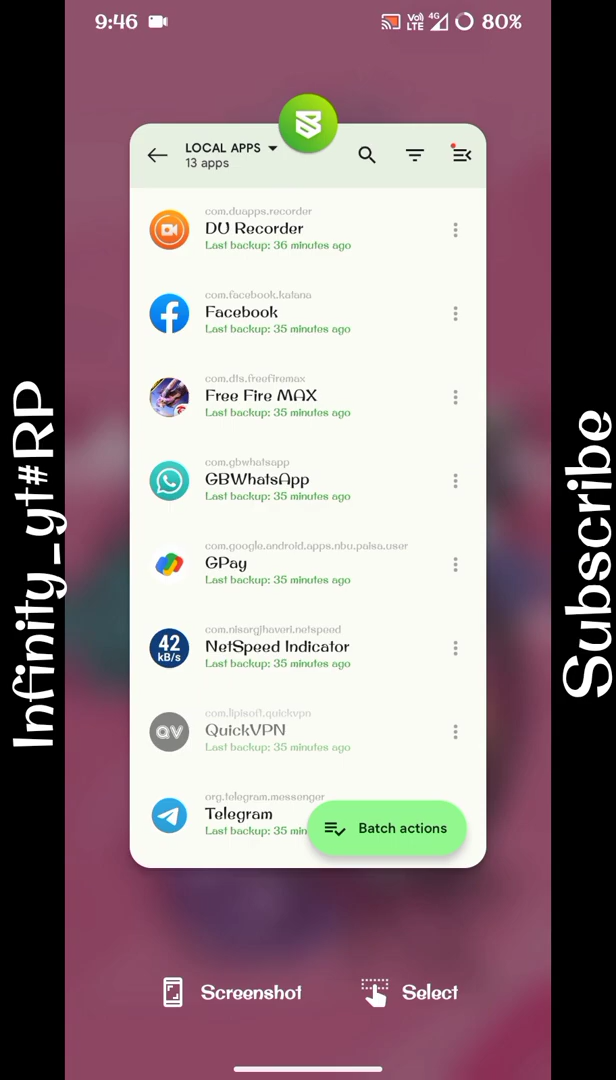 9:46
Vo) LTE 4G 80%
LOCAL APPS
13 apps
com.duapps.recorder
DU Recorder
Last backup: 36 minutes ago
com.facebook.katana
Facebook
Last backup: 35 minutes ago
com.dts.freefiremax
Free Fire MAX
Last backup: 35 minutes ago
com.gbwhatsapp
GBWhatsApp
Last backup: 35 minutes ago
com.google.android.apps.nbu.paisa.user
GPay
Last backup: 35 minutes ago
42
kB/s
com.nisargjhaveri.netspeed
NetSpeed Indicator
Last backup: 35 minutes ago
QV
com.lipisoft.quickvpn
QuickVPN
Last backup: 35 minutes ago
org.telegram.messenger
Telegram
Last backup: 35 min
Batch actions
Screenshot
Select
Infinity_yt#RP
Subscribe